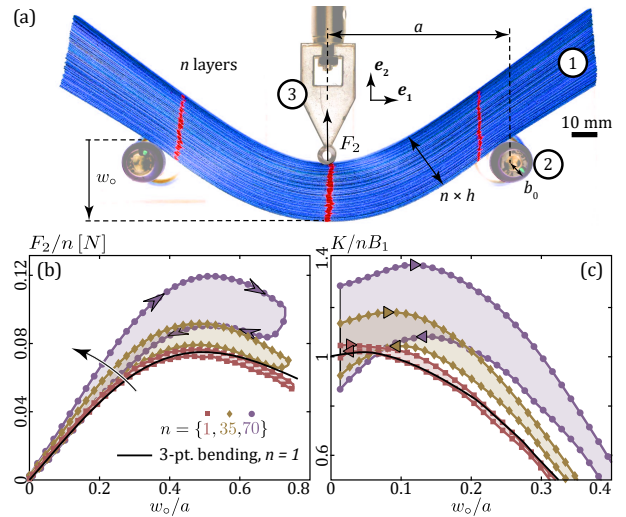 (a)
a
n layers
3
e₂
e₁
1
F₂
10 mm
w∘
2
b₀
n × h
F₂/n [N]
K/nB₁
(b)
(c)
0.12
0.08
0.04
0
1.4
1
0.6
n = {1, 35, 70}
3-pt. bending, n = 1
0.0 0.2 0.4 0.6 0.8
w∘/a
0 0.1 0.2 0.3 0.4
w∘/a